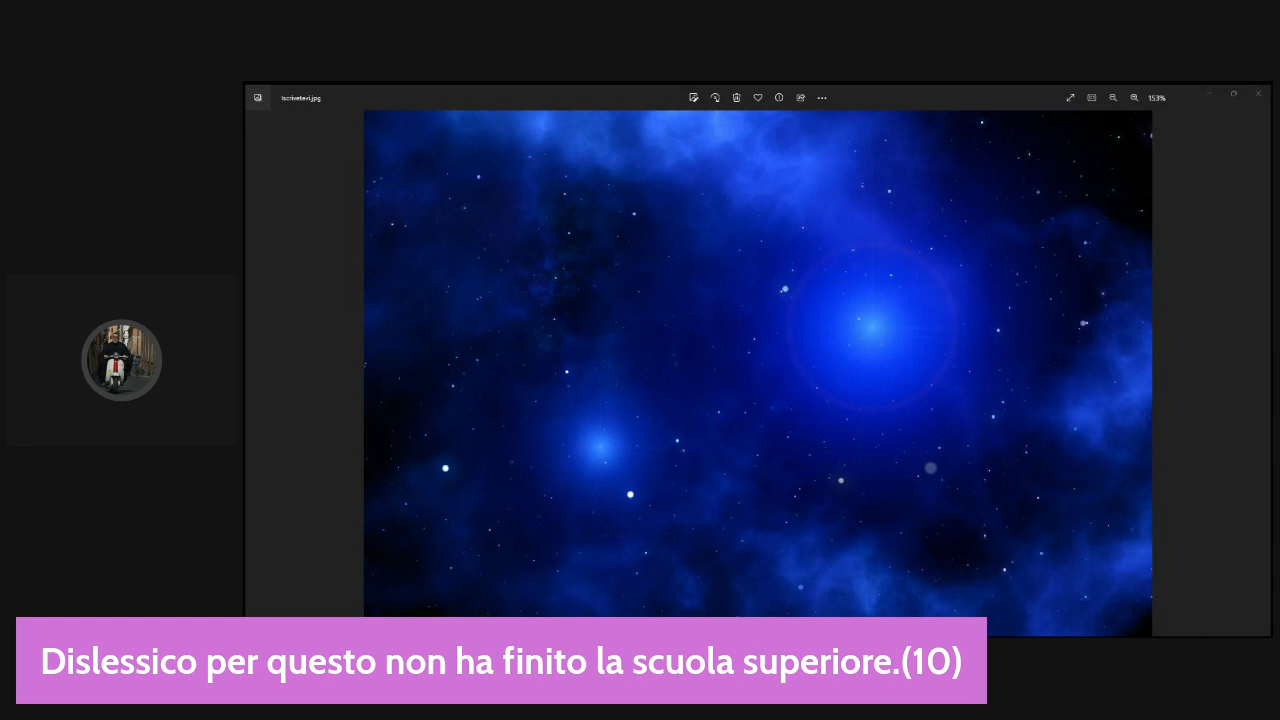 Iscrivetevi.jpg
153%
Dislessico per questo non ha finito la scuola superiore.(10)